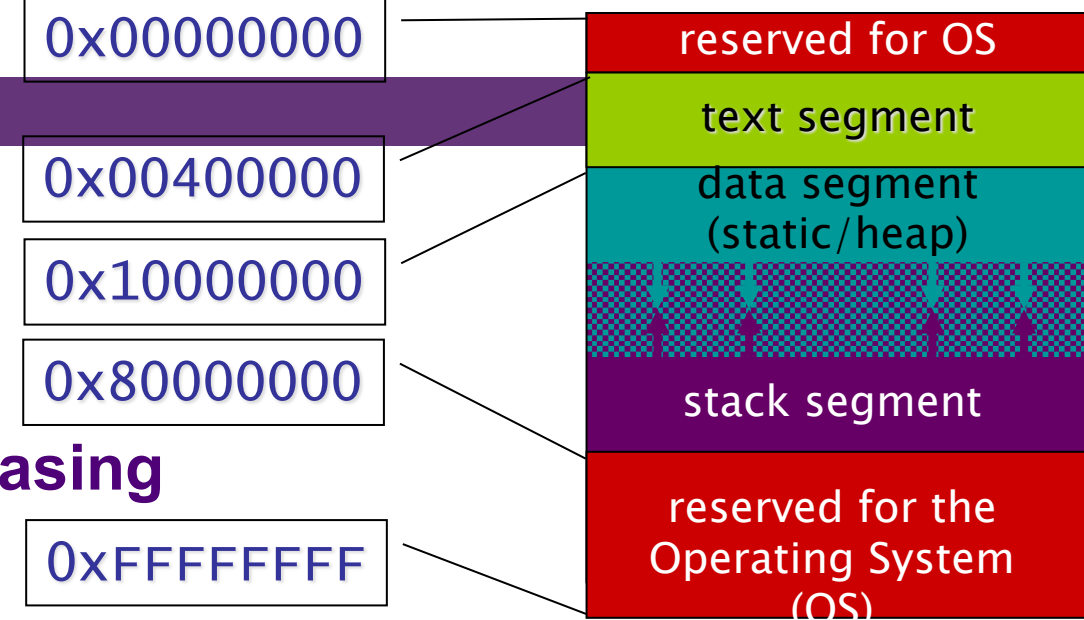 0x00000000
0x00400000
0x10000000
0x80000000
asing
0xFFFFFFFF
reserved for OS
text segment
data segment
(static/heap)
stack segment
reserved for the
Operating System
(OS)